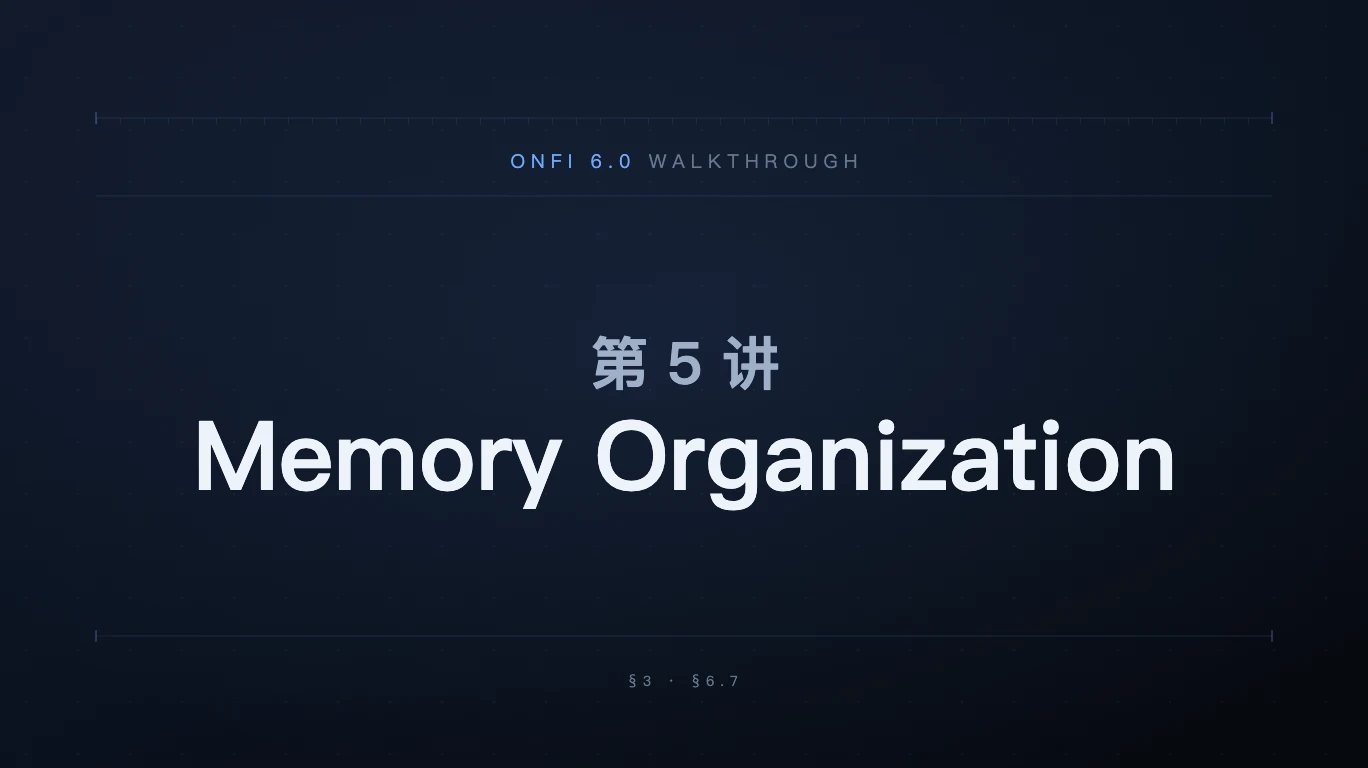 ONFI 6.0 WALKTHROUGH
第 5 讲
Memory Organization
§3 · §6.7